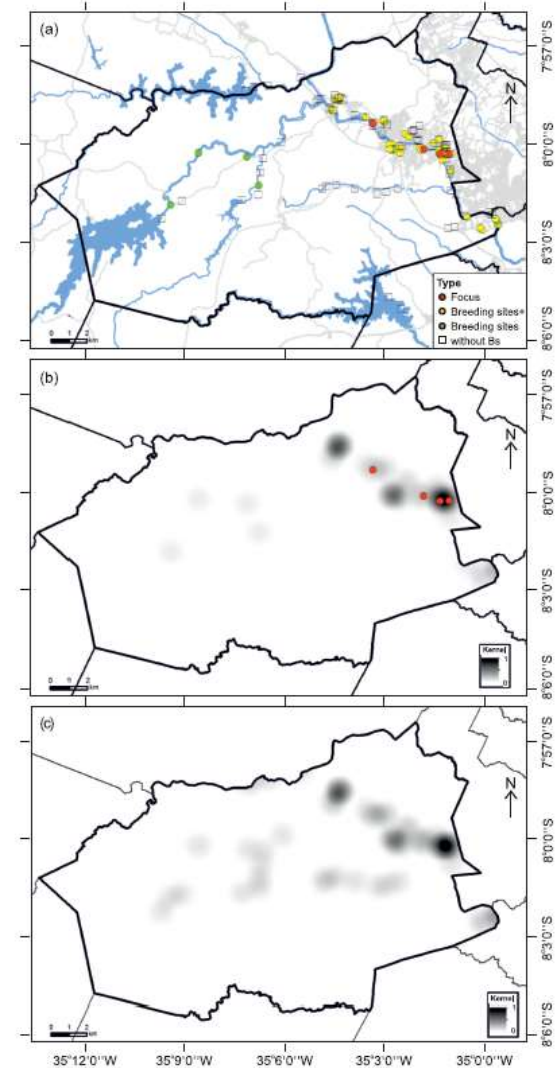 (a)
7°57'0''S
N
8°0'0''S
8°3'0''S
8°6'0''S
Type
Focus
Breeding sites*
Breeding sites
without Bs
0 1 2
km
(b)
7°57'0''S
N
8°0'0''S
8°3'0''S
8°6'0''S
Kernel
1
0
0 1 2
km
(c)
7°57'0''S
N
8°0'0''S
8°3'0''S
8°6'0''S
Kernel
1
0
0 1 2
km
35°12'0''W 35°9'0''W 35°6'0''W 35°3'0''W 35°0'0''W